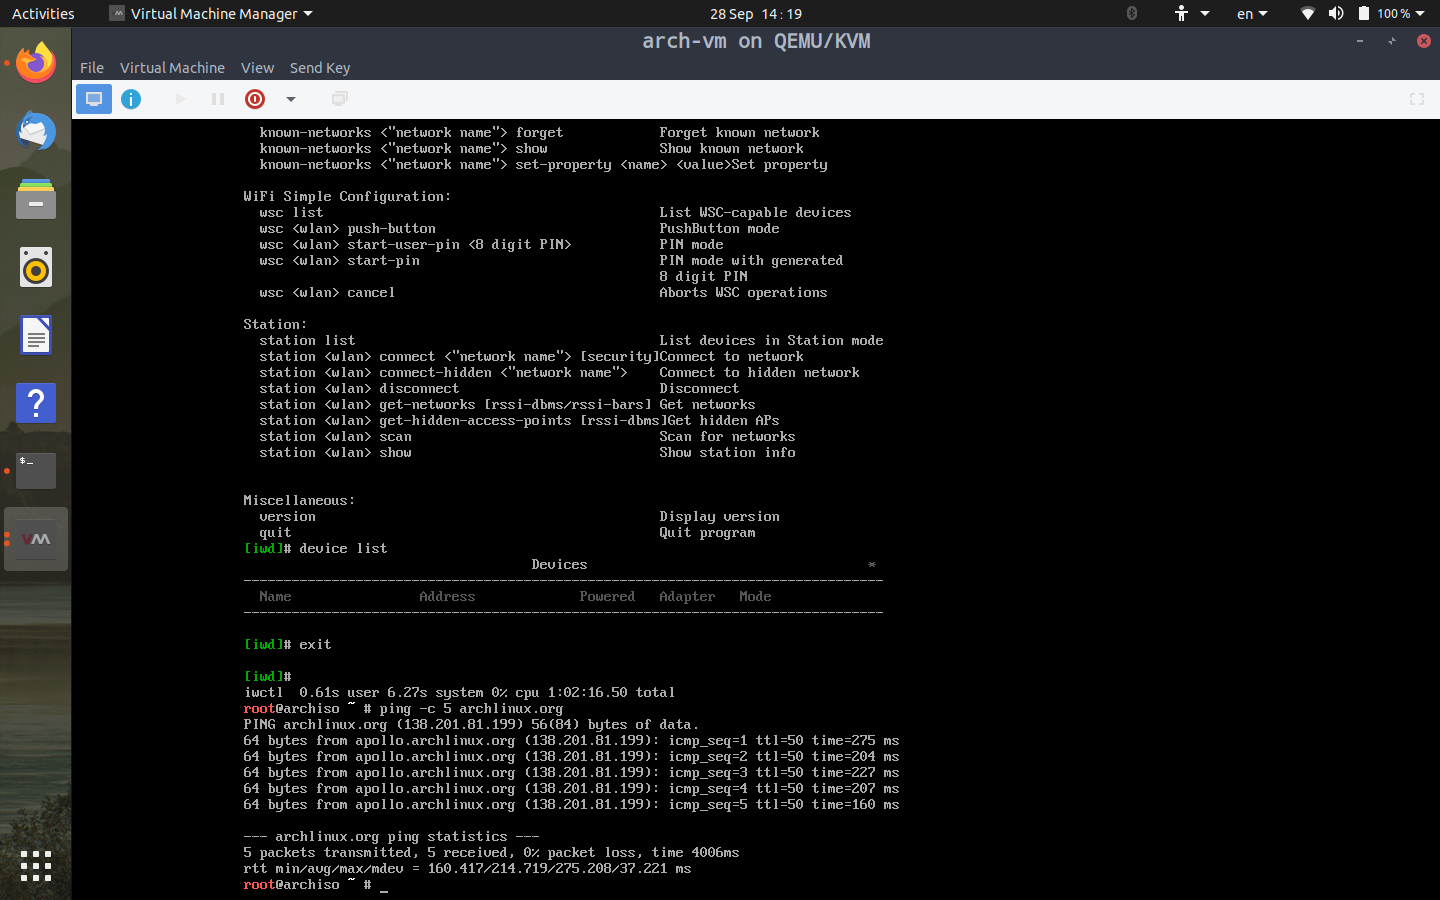 Activities
Virtual Machine Manager
28 Sep 14:19
en
100 %
arch-vm on QEMU/KVM
File Virtual Machine View Send Key
known-networks <"network name"> forget Forget known network
known-networks <"network name"> show Show known network
known-networks <"network name"> set-property <name> <value>Set property
WiFi Simple Configuration:
wsc list List WSC-capable devices
wsc <wlan> push-button PushButton mode
wsc <wlan> start-user-pin <8 digit PIN> PIN mode
wsc <wlan> start-pin PIN mode with generated
8 digit PIN
wsc <wlan> cancel Aborts WSC operations
Station:
station list List devices in Station mode
station <wlan> connect <"network name"> [security]Connect to network
station <wlan> connect-hidden <"network name"> Connect to hidden network
station <wlan> disconnect Disconnect
station <wlan> get-networks [rssi-dbms/rssi-bars] Get networks
station <wlan> get-hidden-access-points [rssi-dbms]Get hidden APs
station <wlan> scan Scan for networks
station <wlan> show Show station info
Miscellaneous:
version Display version
quit Quit program
[iwd]# device list
Devices *
--------------------------------------------------------------------------------
Name Address Powered Adapter Mode
--------------------------------------------------------------------------------
[iwd]# exit
[iwd]#
iwctl 0.61s user 6.27s system 0% cpu 1:02:16.50 total
root@archiso ~ # ping -c 5 archlinux.org
PING archlinux.org (138.201.81.199) 56(84) bytes of data.
64 bytes from apollo.archlinux.org (138.201.81.199): icmp_seq=1 ttl=50 time=275 ms
64 bytes from apollo.archlinux.org (138.201.81.199): icmp_seq=2 ttl=50 time=204 ms
64 bytes from apollo.archlinux.org (138.201.81.199): icmp_seq=3 ttl=50 time=227 ms
64 bytes from apollo.archlinux.org (138.201.81.199): icmp_seq=4 ttl=50 time=207 ms
64 bytes from apollo.archlinux.org (138.201.81.199): icmp_seq=5 ttl=50 time=160 ms
--- archlinux.org ping statistics ---
5 packets transmitted, 5 received, 0% packet loss, time 4006ms
rtt min/avg/max/mdev = 160.417/214.719/275.208/37.221 ms
root@archiso ~ # _